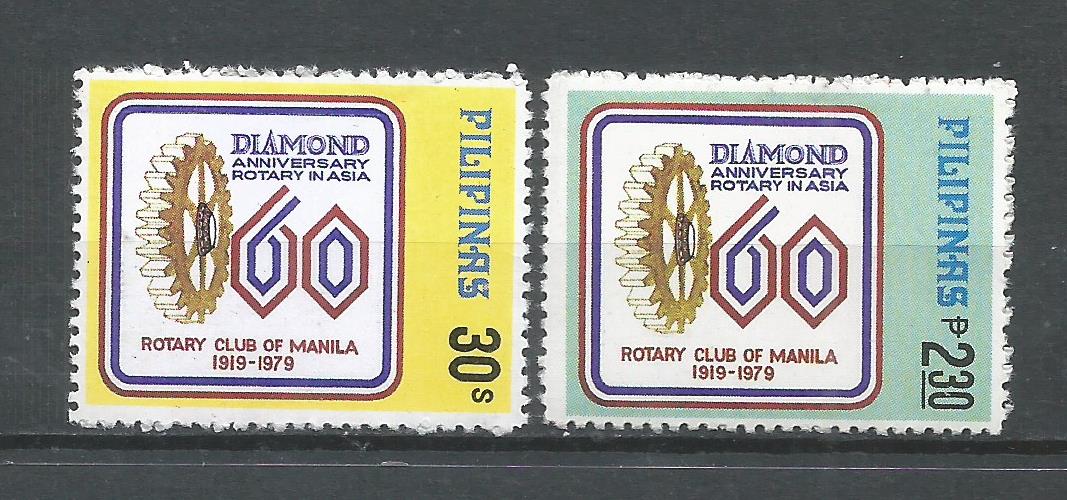 DIAMOND
ANNIVERSARY
ROTARY IN ASIA
60
ROTARY CLUB OF MANILA
1919-1979
PILIPINAS
30s
DIAMOND
ANNIVERSARY
ROTARY IN ASIA
60
ROTARY CLUB OF MANILA
1919-1979
PILIPINAS
₱2.30